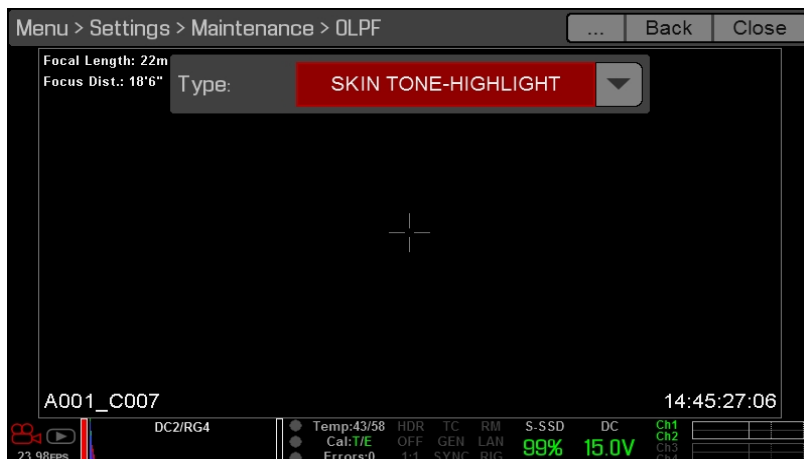 Menu > Settings > Maintenance > OLPF ... Back Close
Focal Length: 22m
Focus Dist.: 18'6"
Type: SKIN TONE-HIGHLIGHT
A001_C007 14:45:27:06
DC2/RG4 Temp:43/58 HDR TC RM S-SSD DC Ch1
Cal:T/E OFF GEN LAN 99% 15.0V Ch2
23.98FPS Errors:0 1:1 SYNC RIG Ch3
Ch4